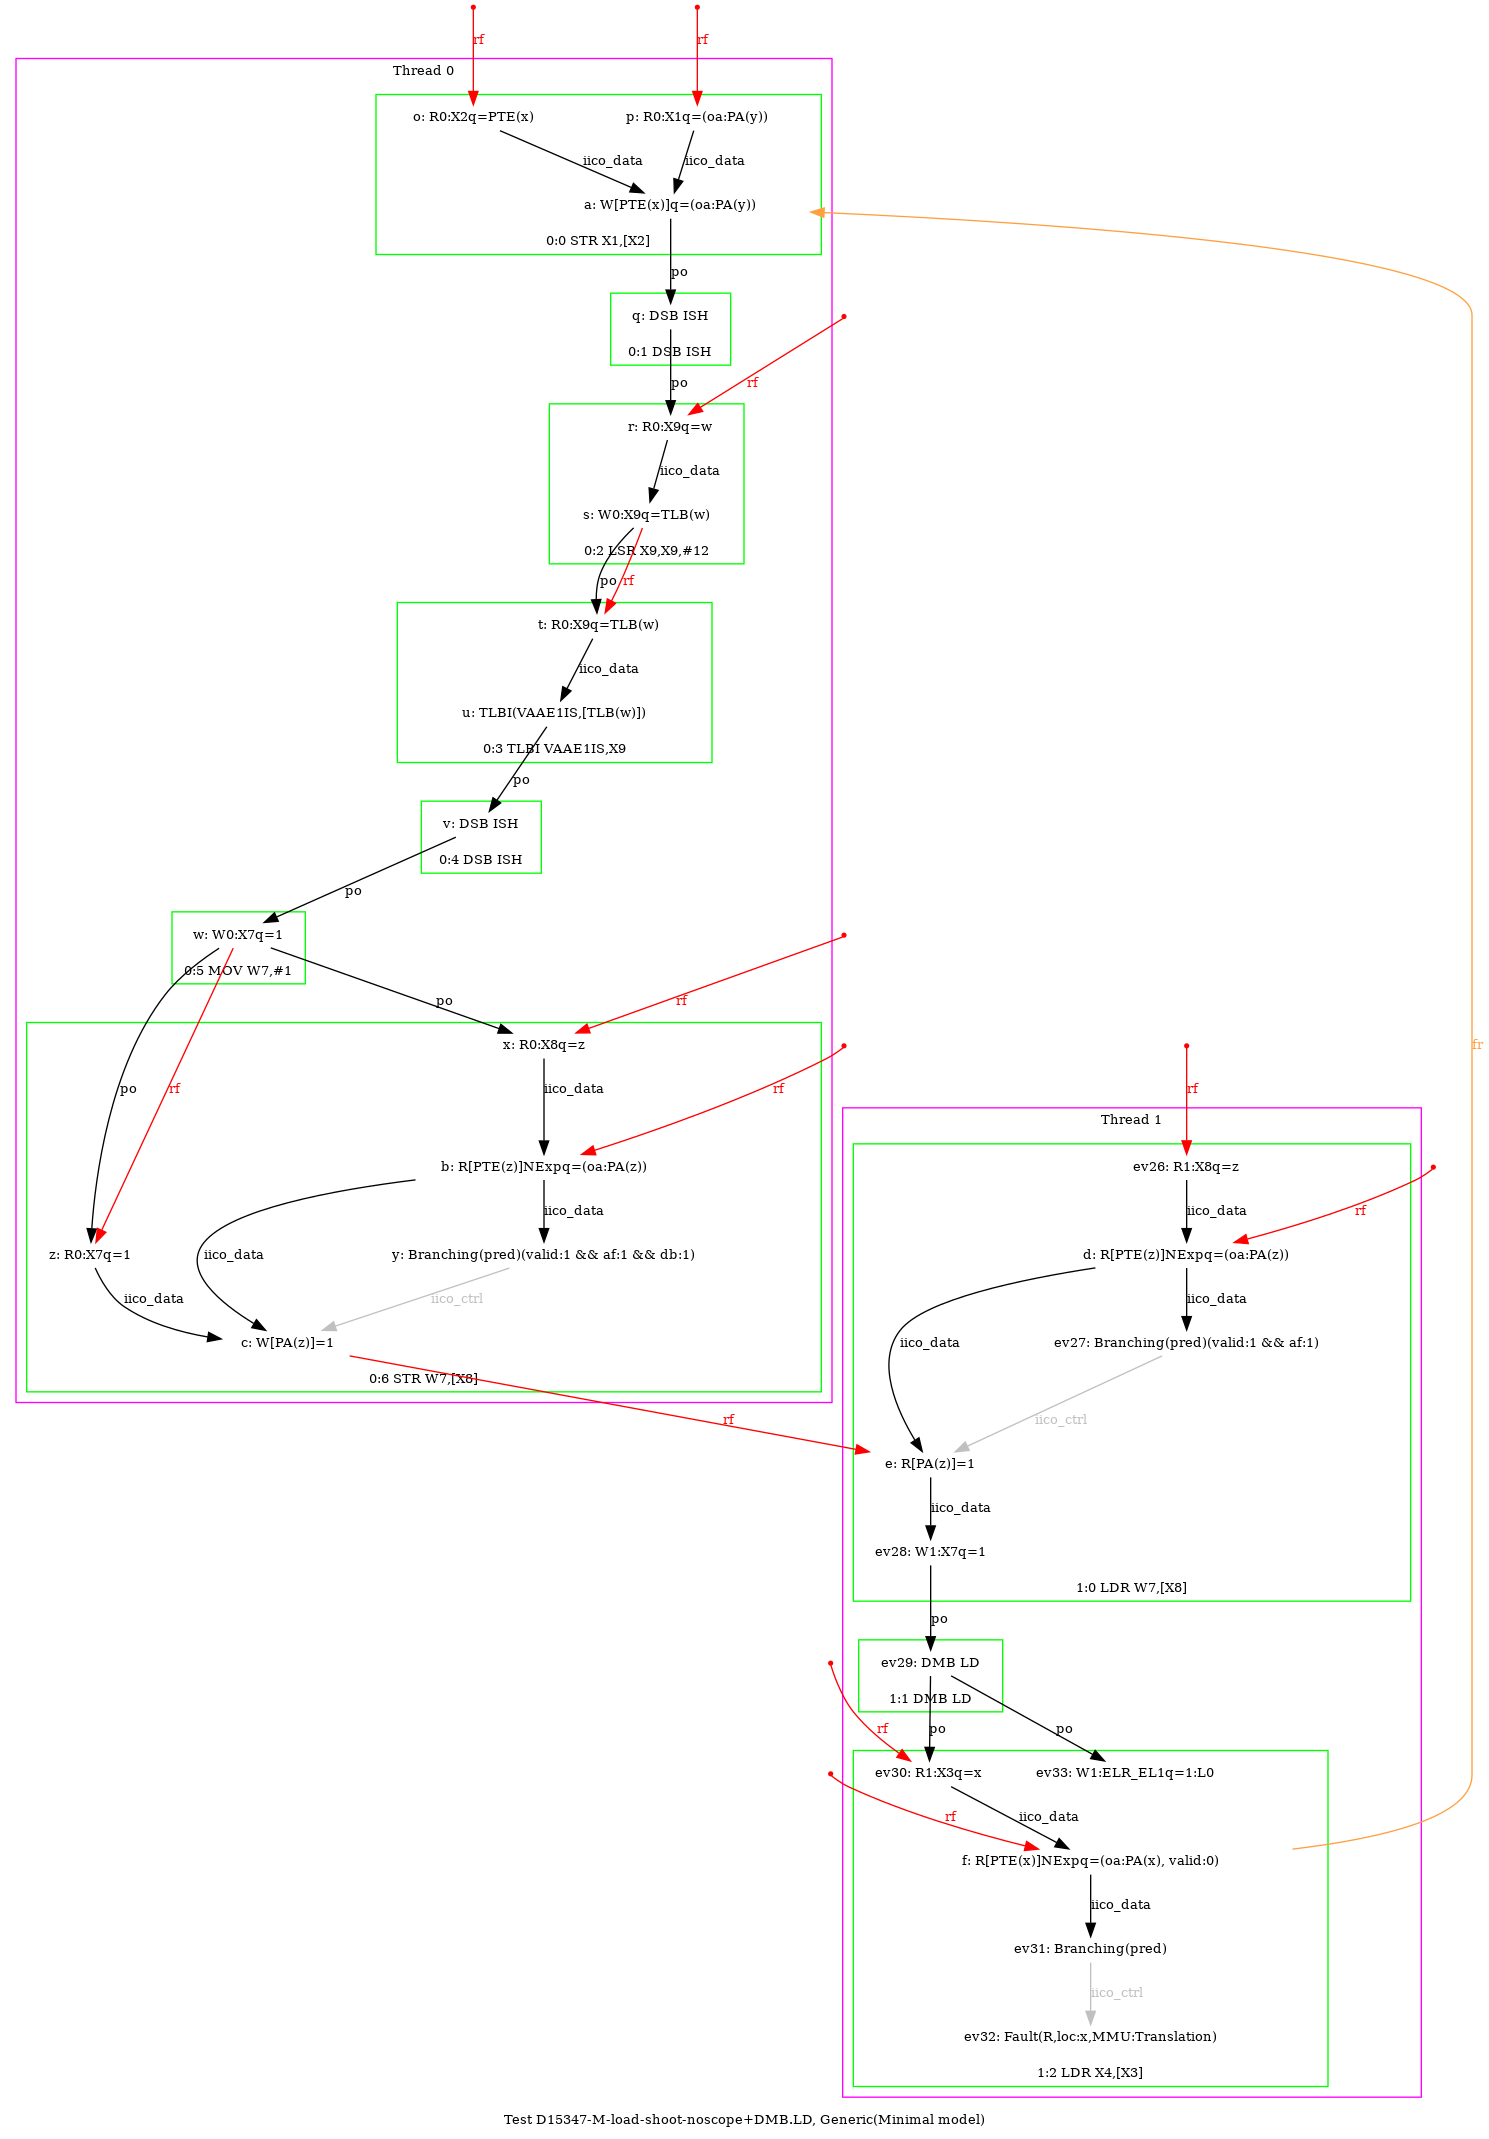 rf
rf
Thread 0
o: R0:X2q=PTE(x)
p: R0:X1q=(oa:PA(y))
iico_data
iico_data
a: W[PTE(x)]q=(oa:PA(y))
0:0 STR X1,[X2]
po
q: DSB ISH
0:1 DSB ISH
po
rf
r: R0:X9q=w
iico_data
s: W0:X9q=TLB(w)
0:2 LSR X9,X9,#12
po
rf
t: R0:X9q=TLB(w)
iico_data
u: TLBI(VAAE1IS,[TLB(w)])
0:3 TLBI VAAE1IS,X9
po
v: DSB ISH
0:4 DSB ISH
po
w: W0:X7q=1
0:5 MOV W7,#1
po
rf
x: R0:X8q=z
po
rf
iico_data
rf
b: R[PTE(z)]NExpq=(oa:PA(z))
iico_data
z: R0:X7q=1
iico_data
y: Branching(pred)(valid:1 && af:1 && db:1)
iico_data
iico_ctrl
c: W[PA(z)]=1
0:6 STR W7,[X8]
rf
fr
rf
Thread 1
ev26: R1:X8q=z
iico_data
rf
d: R[PTE(z)]NExpq=(oa:PA(z))
iico_data
iico_data
ev27: Branching(pred)(valid:1 && af:1)
iico_ctrl
e: R[PA(z)]=1
iico_data
ev28: W1:X7q=1
1:0 LDR W7,[X8]
po
ev29: DMB LD
1:1 DMB LD
rf
po
po
ev30: R1:X3q=x
ev33: W1:ELR_EL1q=1:L0
rf
iico_data
f: R[PTE(x)]NExpq=(oa:PA(x), valid:0)
iico_data
ev31: Branching(pred)
iico_ctrl
ev32: Fault(R,loc:x,MMU:Translation)
1:2 LDR X4,[X3]
Test D15347-M-load-shoot-noscope+DMB.LD, Generic(Minimal model)